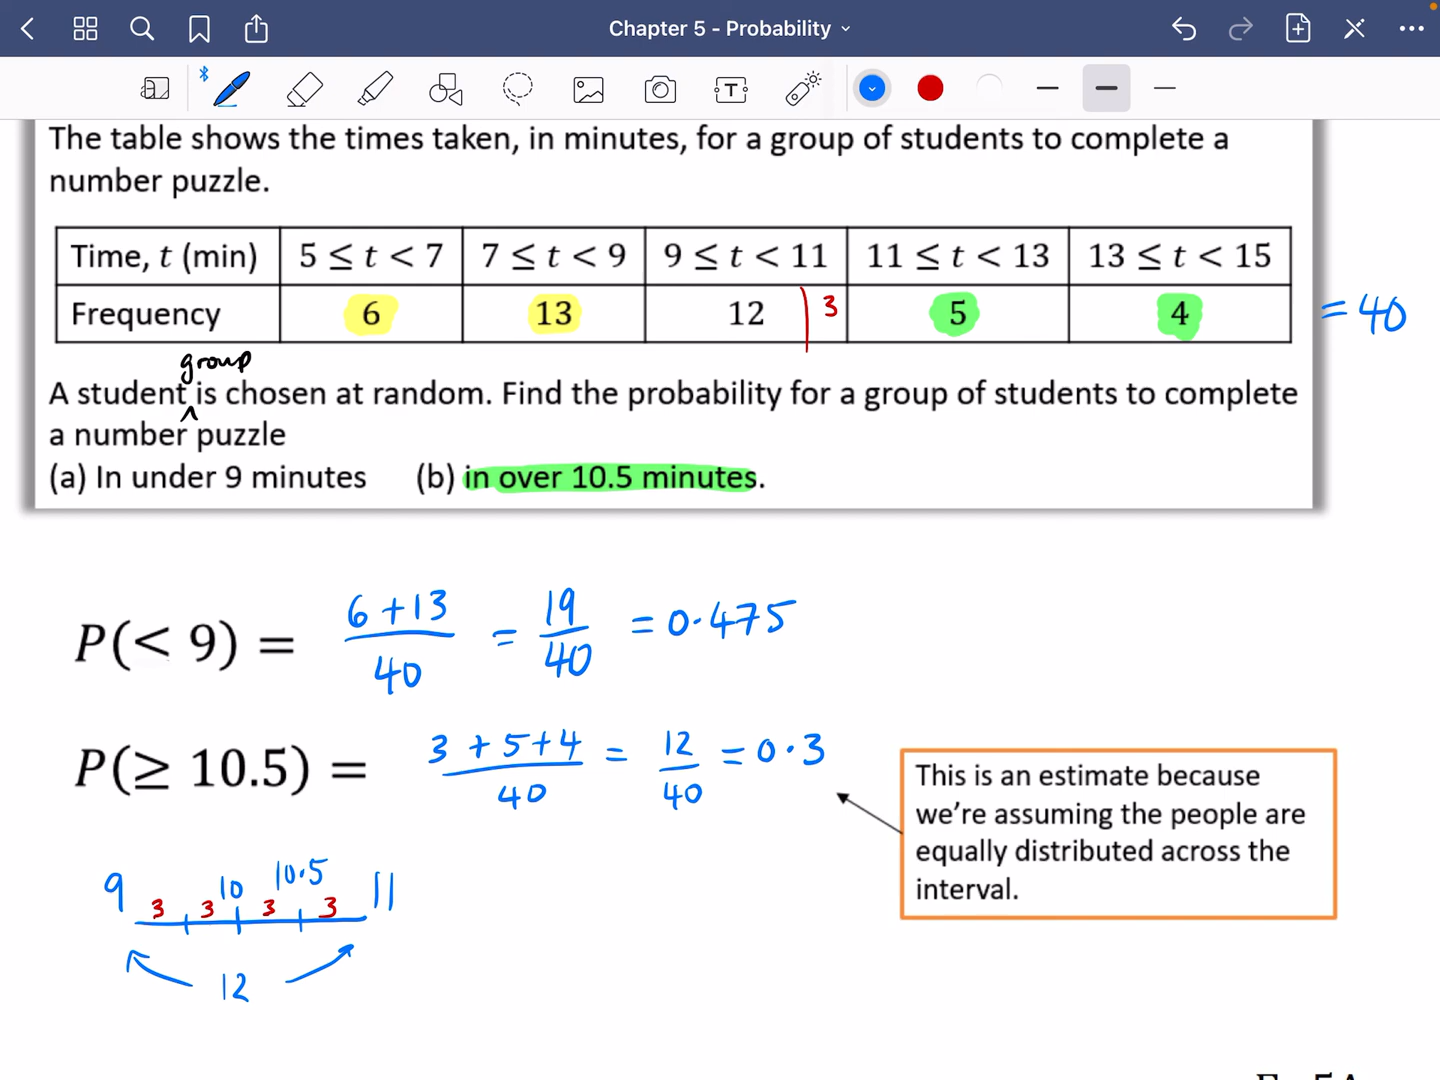 Chapter 5 - Probability
The table shows the times taken, in minutes, for a group of students to complete a
number puzzle.
Time, t (min) 5 ≤ t < 7 7 ≤ t < 9 9 ≤ t < 11 11 ≤ t < 13 13 ≤ t < 15
Frequency 6 13 12 3 5 4 = 40
group
A student is chosen at random. Find the probability for a group of students to complete
a number puzzle
(a) In under 9 minutes (b) in over 10.5 minutes.
P(< 9) = 6 + 13 / 40 = 19 / 40 = 0.475
P(≥ 10.5) = 3 + 5 + 4 / 40 = 12 / 40 = 0.3
This is an estimate because
we're assuming the people are
equally distributed across the
interval.
9 10 10.5 11
3 3 3 3
12